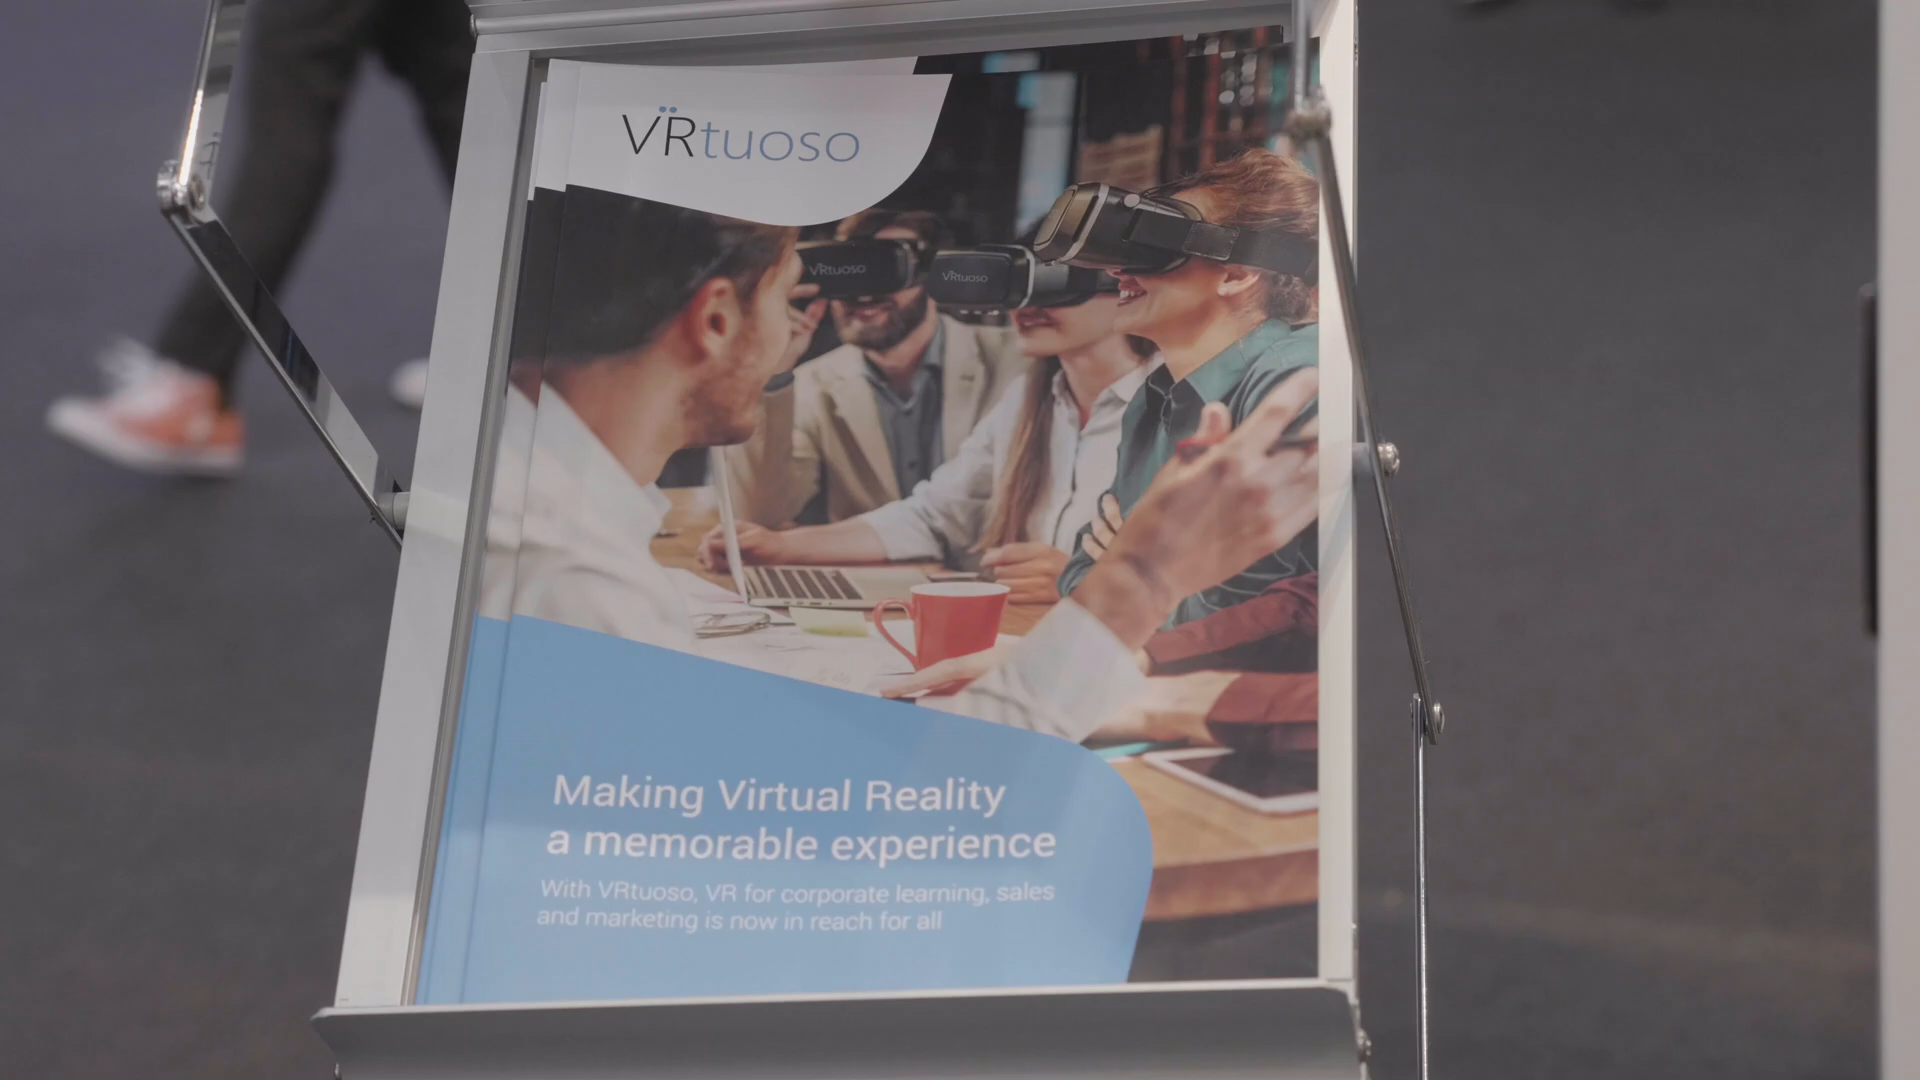 VRtuoso
VRtuoso
VRtuoso
Making Virtual Reality
a memorable experience
With VRtuoso, VR for corporate learning, sales
and marketing is now in reach for all